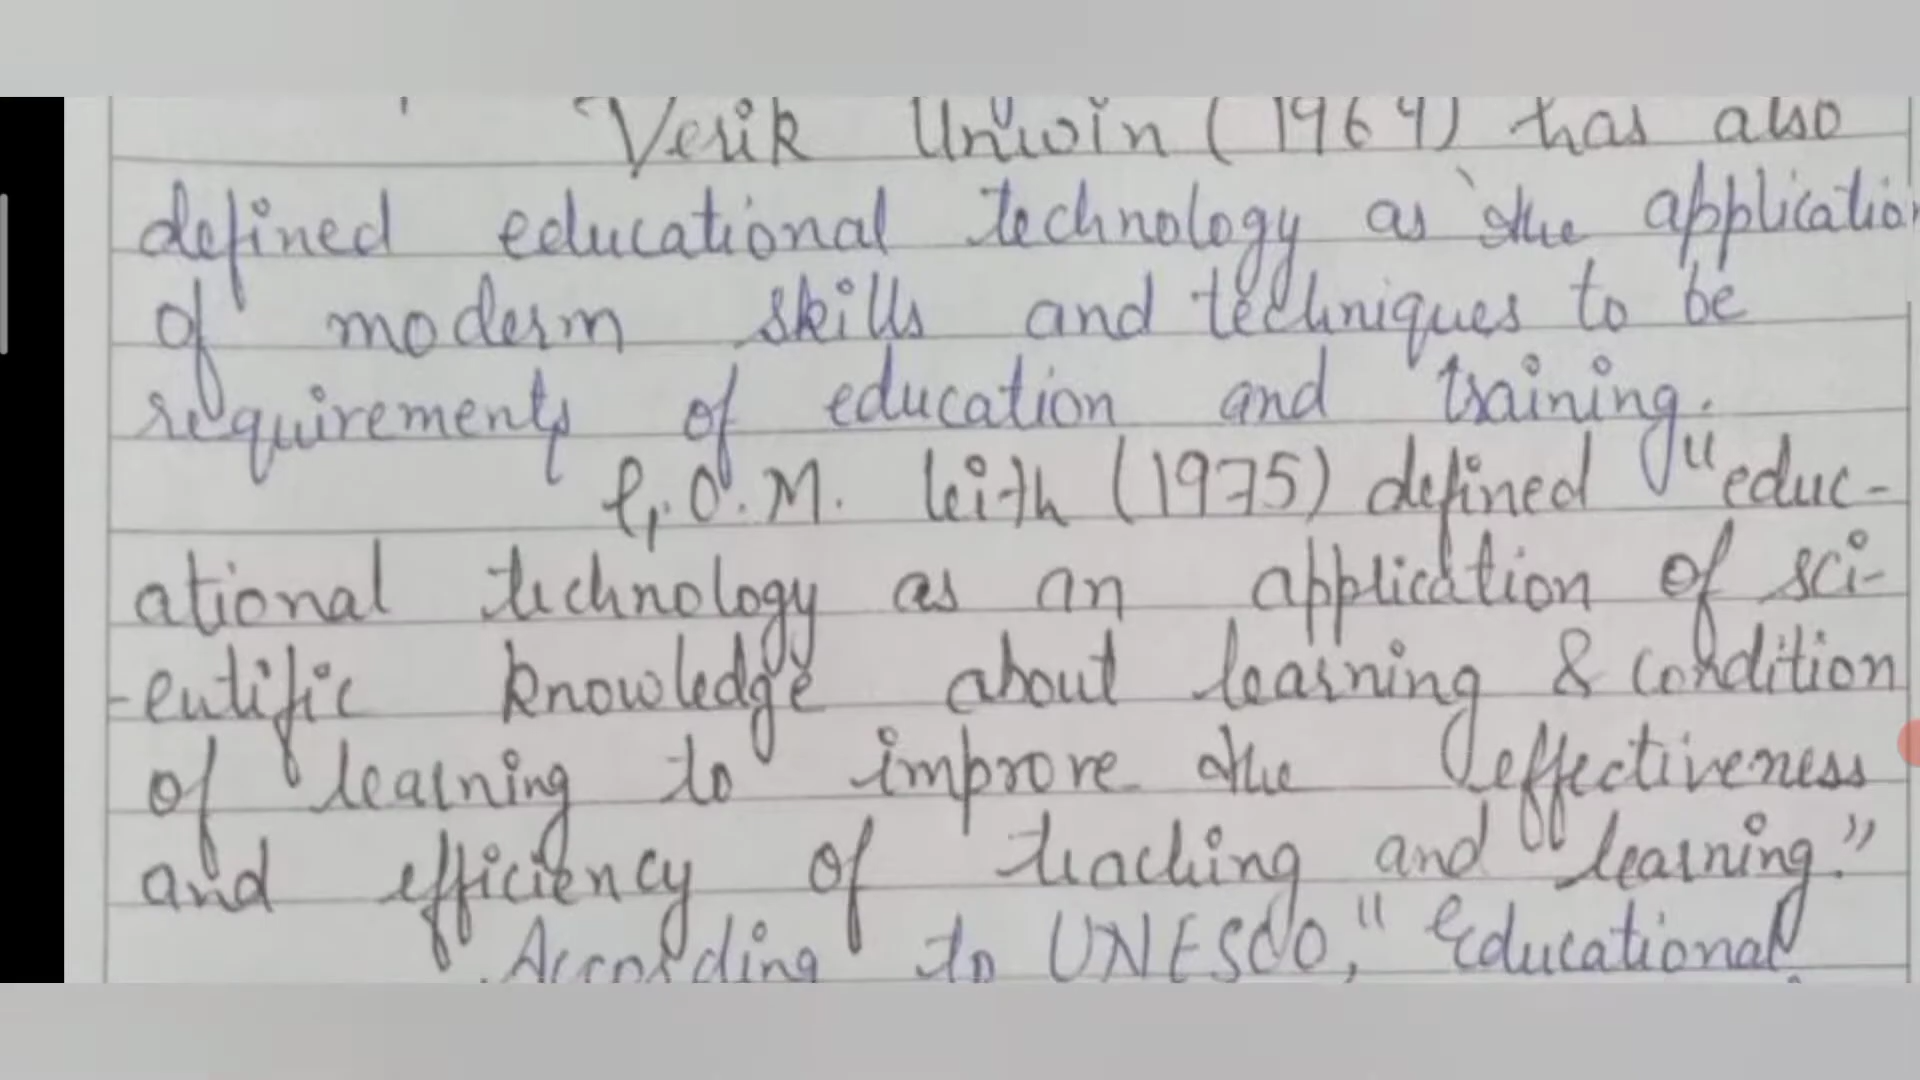 Verik Unwin (1964) has also
defined educational technology as `the application
of modern skills and techniques to be
requirements of education and training.
P.O.M. Leith (1975) defined "educ-
ational technology as an application of sci-
-entific knowledge about learning & condition
of learning to improve the effectiveness
and efficiency of teaching and learning."
According to UNESCO, "Educational